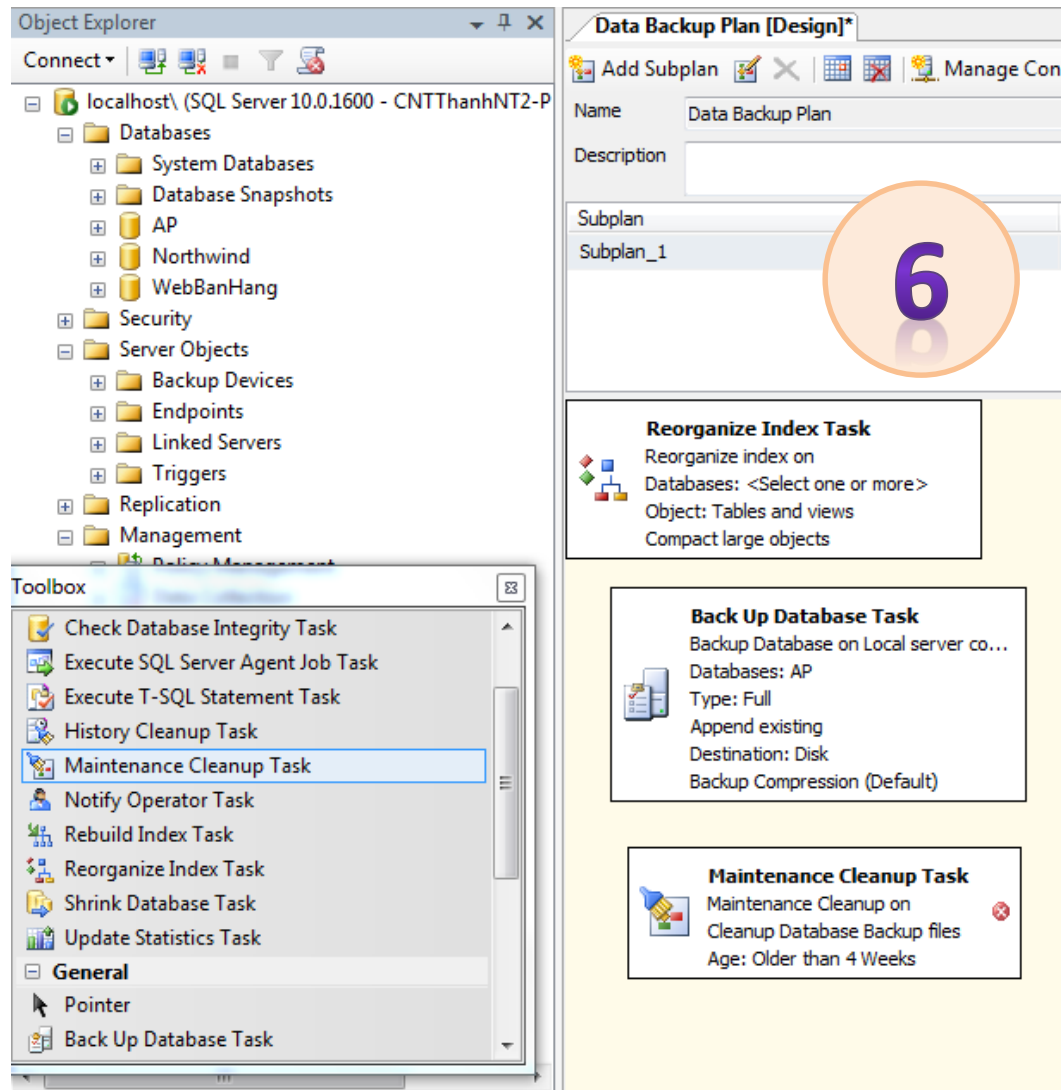 Object Explorer
Connect
localhost\ (SQL Server 10.0.1600 - CNTThanhNT2-P
Databases
System Databases
Database Snapshots
AP
Northwind
WebBanHang
Security
Server Objects
Backup Devices
Endpoints
Linked Servers
Triggers
Replication
Management
Policy Management
Data Collection
Toolbox
Check Database Integrity Task
Execute SQL Server Agent Job Task
Execute T-SQL Statement Task
History Cleanup Task
Maintenance Cleanup Task
Notify Operator Task
Rebuild Index Task
Reorganize Index Task
Shrink Database Task
Update Statistics Task
General
Pointer
Back Up Database Task
Data Backup Plan [Design]*
Add Subplan
Manage Con
Name
Data Backup Plan
Description
Subplan
Subplan_1
6
Reorganize Index Task
Reorganize index on
Databases: <Select one or more>
Object: Tables and views
Compact large objects
Back Up Database Task
Backup Database on Local server co...
Databases: AP
Type: Full
Append existing
Destination: Disk
Backup Compression (Default)
Maintenance Cleanup Task
Maintenance Cleanup on
Cleanup Database Backup files
Age: Older than 4 Weeks